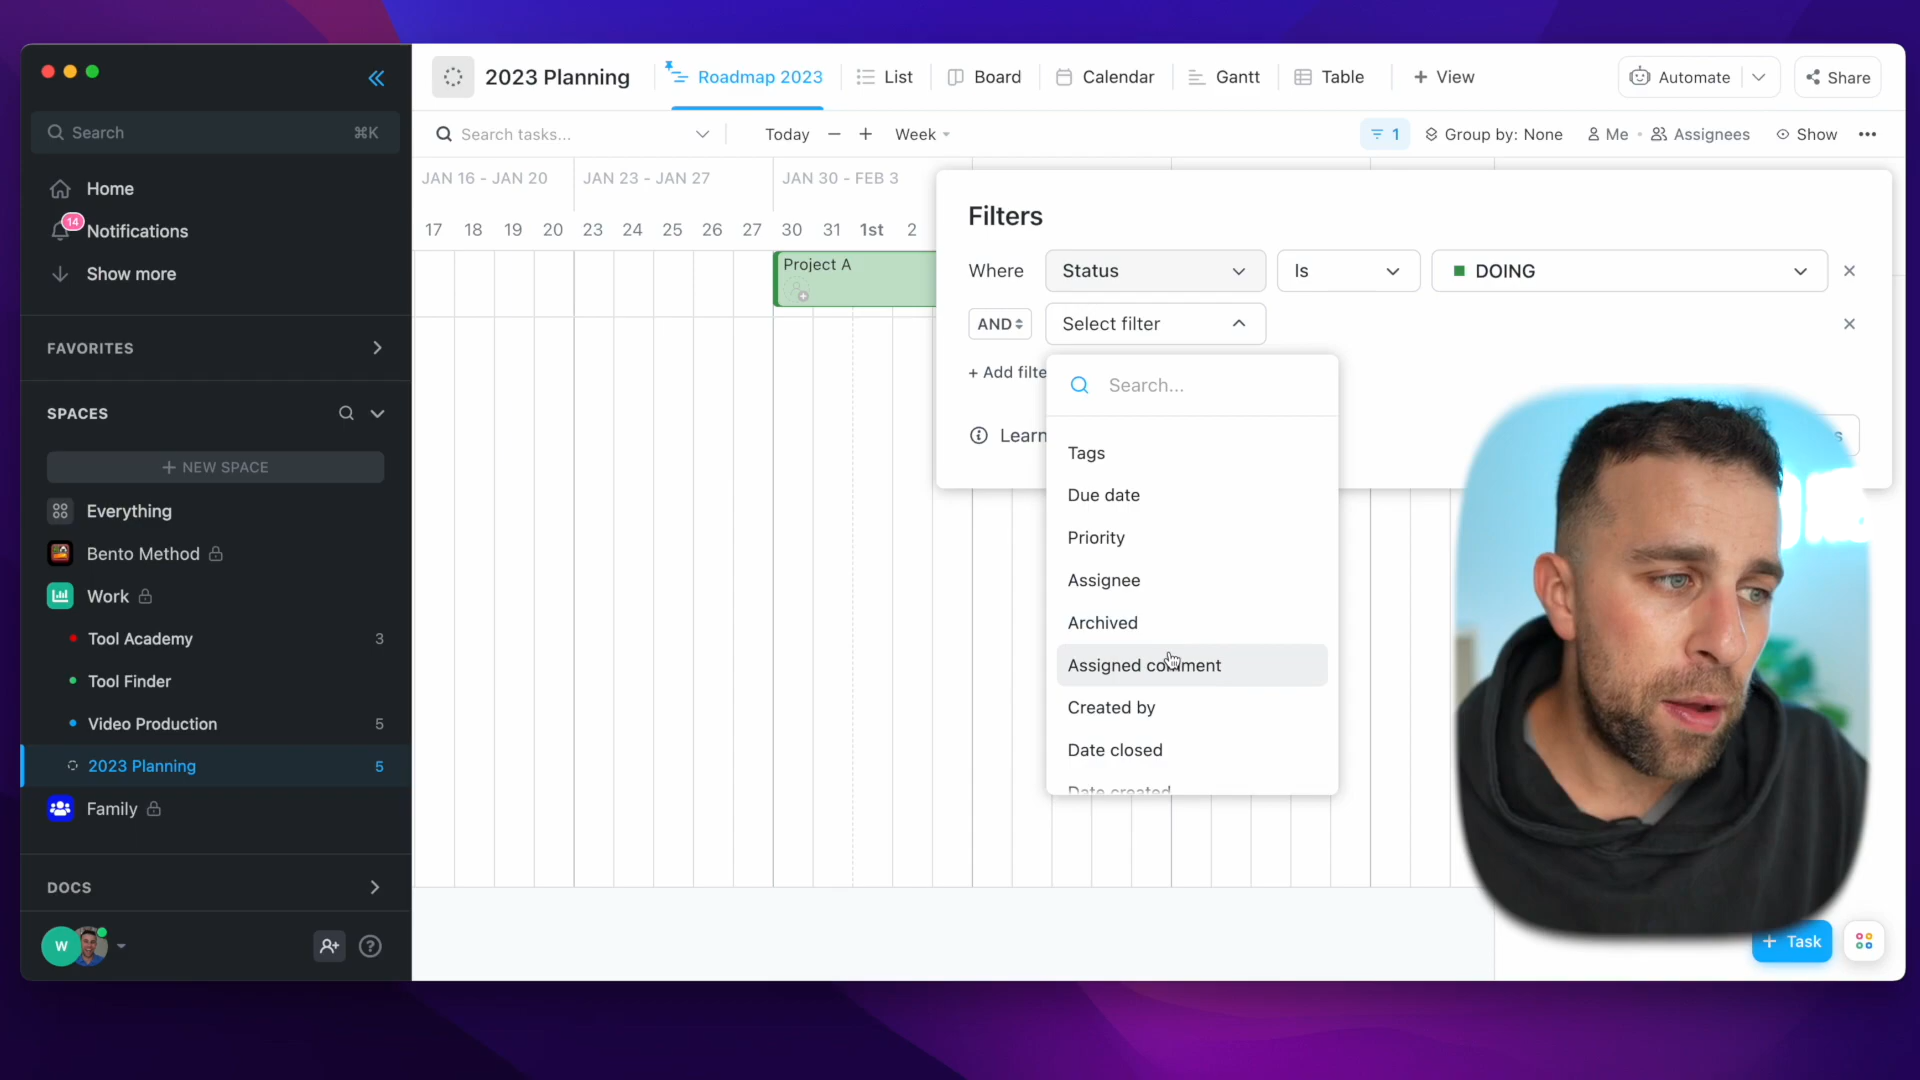 2023 Planning
Roadmap 2023
List
Board
Calendar
Gantt
Table
+ View
Automate
Share
Search
⌘K
Search tasks...
Today
Week
1
Group by: None
Me
Assignees
Show
Home
14
Notifications
Show more
FAVORITES
SPACES
+ NEW SPACE
Everything
Bento Method
Work
Tool Academy 3
Tool Finder
Video Production 5
2023 Planning 5
Family
DOCS
W
JAN 16 - JAN 20
JAN 23 - JAN 27
JAN 30 - FEB 3
17 18 19 20 23 24 25 26 27 30 31 1st 2
Project A
Filters
Where Status Is DOING
AND Select filter
+ Add filte
Learn
s
Search...
Tags
Due date
Priority
Assignee
Archived
Assigned comment
Created by
Date closed
Date created
+ Task